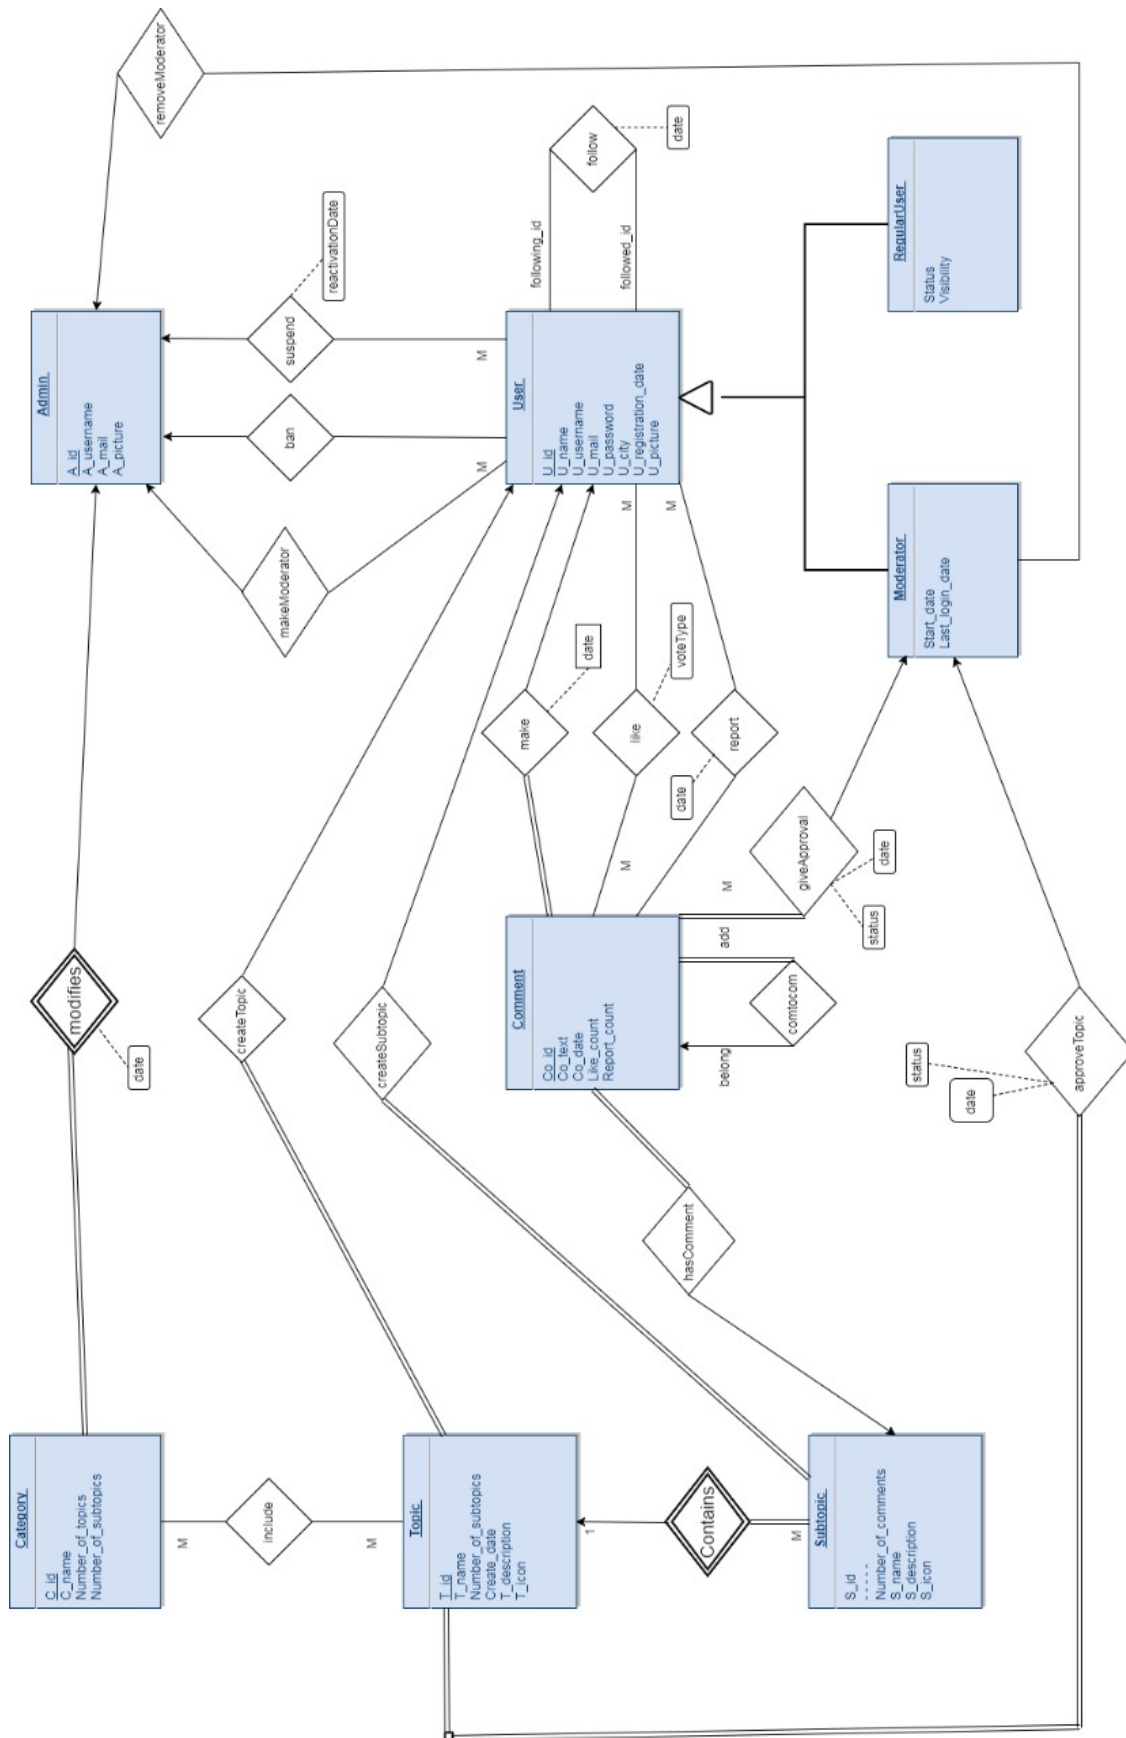 Category
C_id
C_name
Number_of_topics
Number_of_subtopics
M
include
M
Topic
T_id
T_name
Number_of_subtopics
Create_date
T_description
T_icon
1
Contains
M
Subtopic
S_id
Number_of_comments
S_name
S_description
S_icon
modifies
date
createTopic
createSubtopic
hasComment
Comment
Co_id
Co_text
Co_date
Like_count
Report_count
belong
comtocom
add
M
M
giveApproval
status
date
status
date
approveTopic
make
date
like
voteType
report
date
M
M
Admin
A_id
A_username
A_mail
A_picture
makeModerator
ban
suspend
reactivationDate
M
M
User
U_id
U_name
U_username
U_mail
U_password
U_city
U_registration_date
U_picture
following_id
followed_id
follow
date
Moderator
Start_date
Last_login_date
RegularUser
Status
Visibility
removeModerator